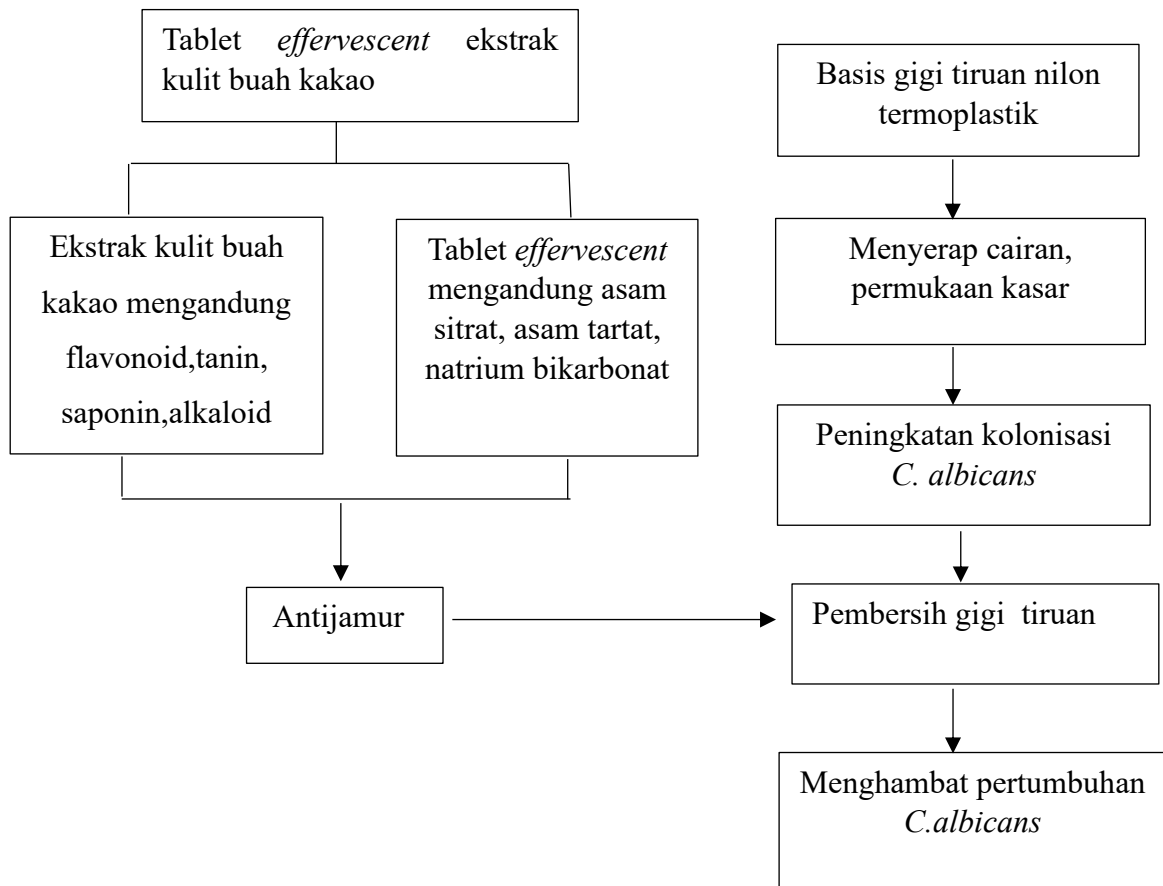 Tablet effervescent ekstrak
kulit buah kakao
Basis gigi tiruan nilon
termoplastik
Ekstrak kulit buah
kakao mengandung
flavonoid,tanin,
saponin,alkaloid
Tablet effervescent
mengandung asam
sitrat, asam tartat,
natrium bikarbonat
Menyerap cairan,
permukaan kasar
Peningkatan kolonisasi
C. albicans
Antijamur
Pembersih gigi tiruan
Menghambat pertumbuhan
C.albicans